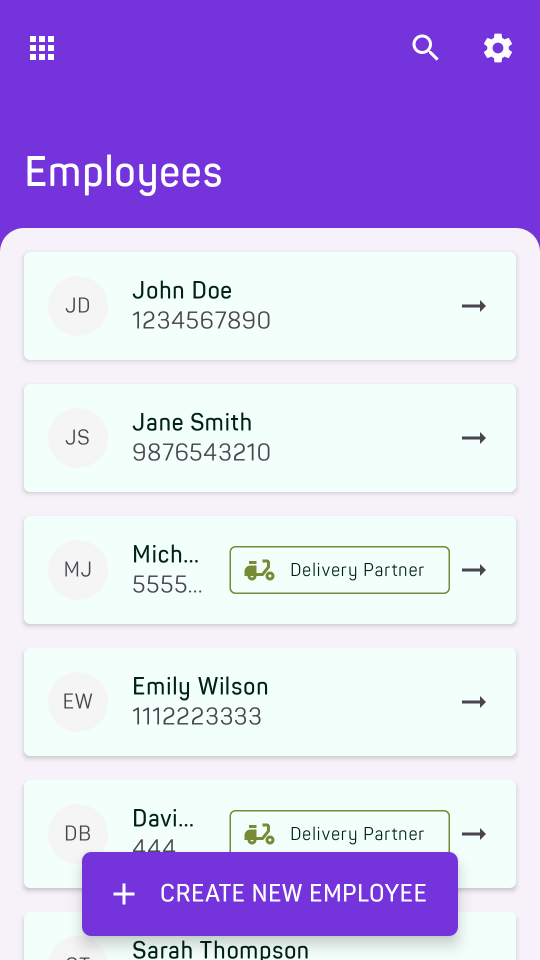 Employees
JD
John Doe
1234567890
JS
Jane Smith
9876543210
MJ
Mich...
5555...
Delivery Partner
EW
Emily Wilson
1112223333
DB
Davi...
444...
Delivery Partner
CREATE NEW EMPLOYEE
Sarah Thompson